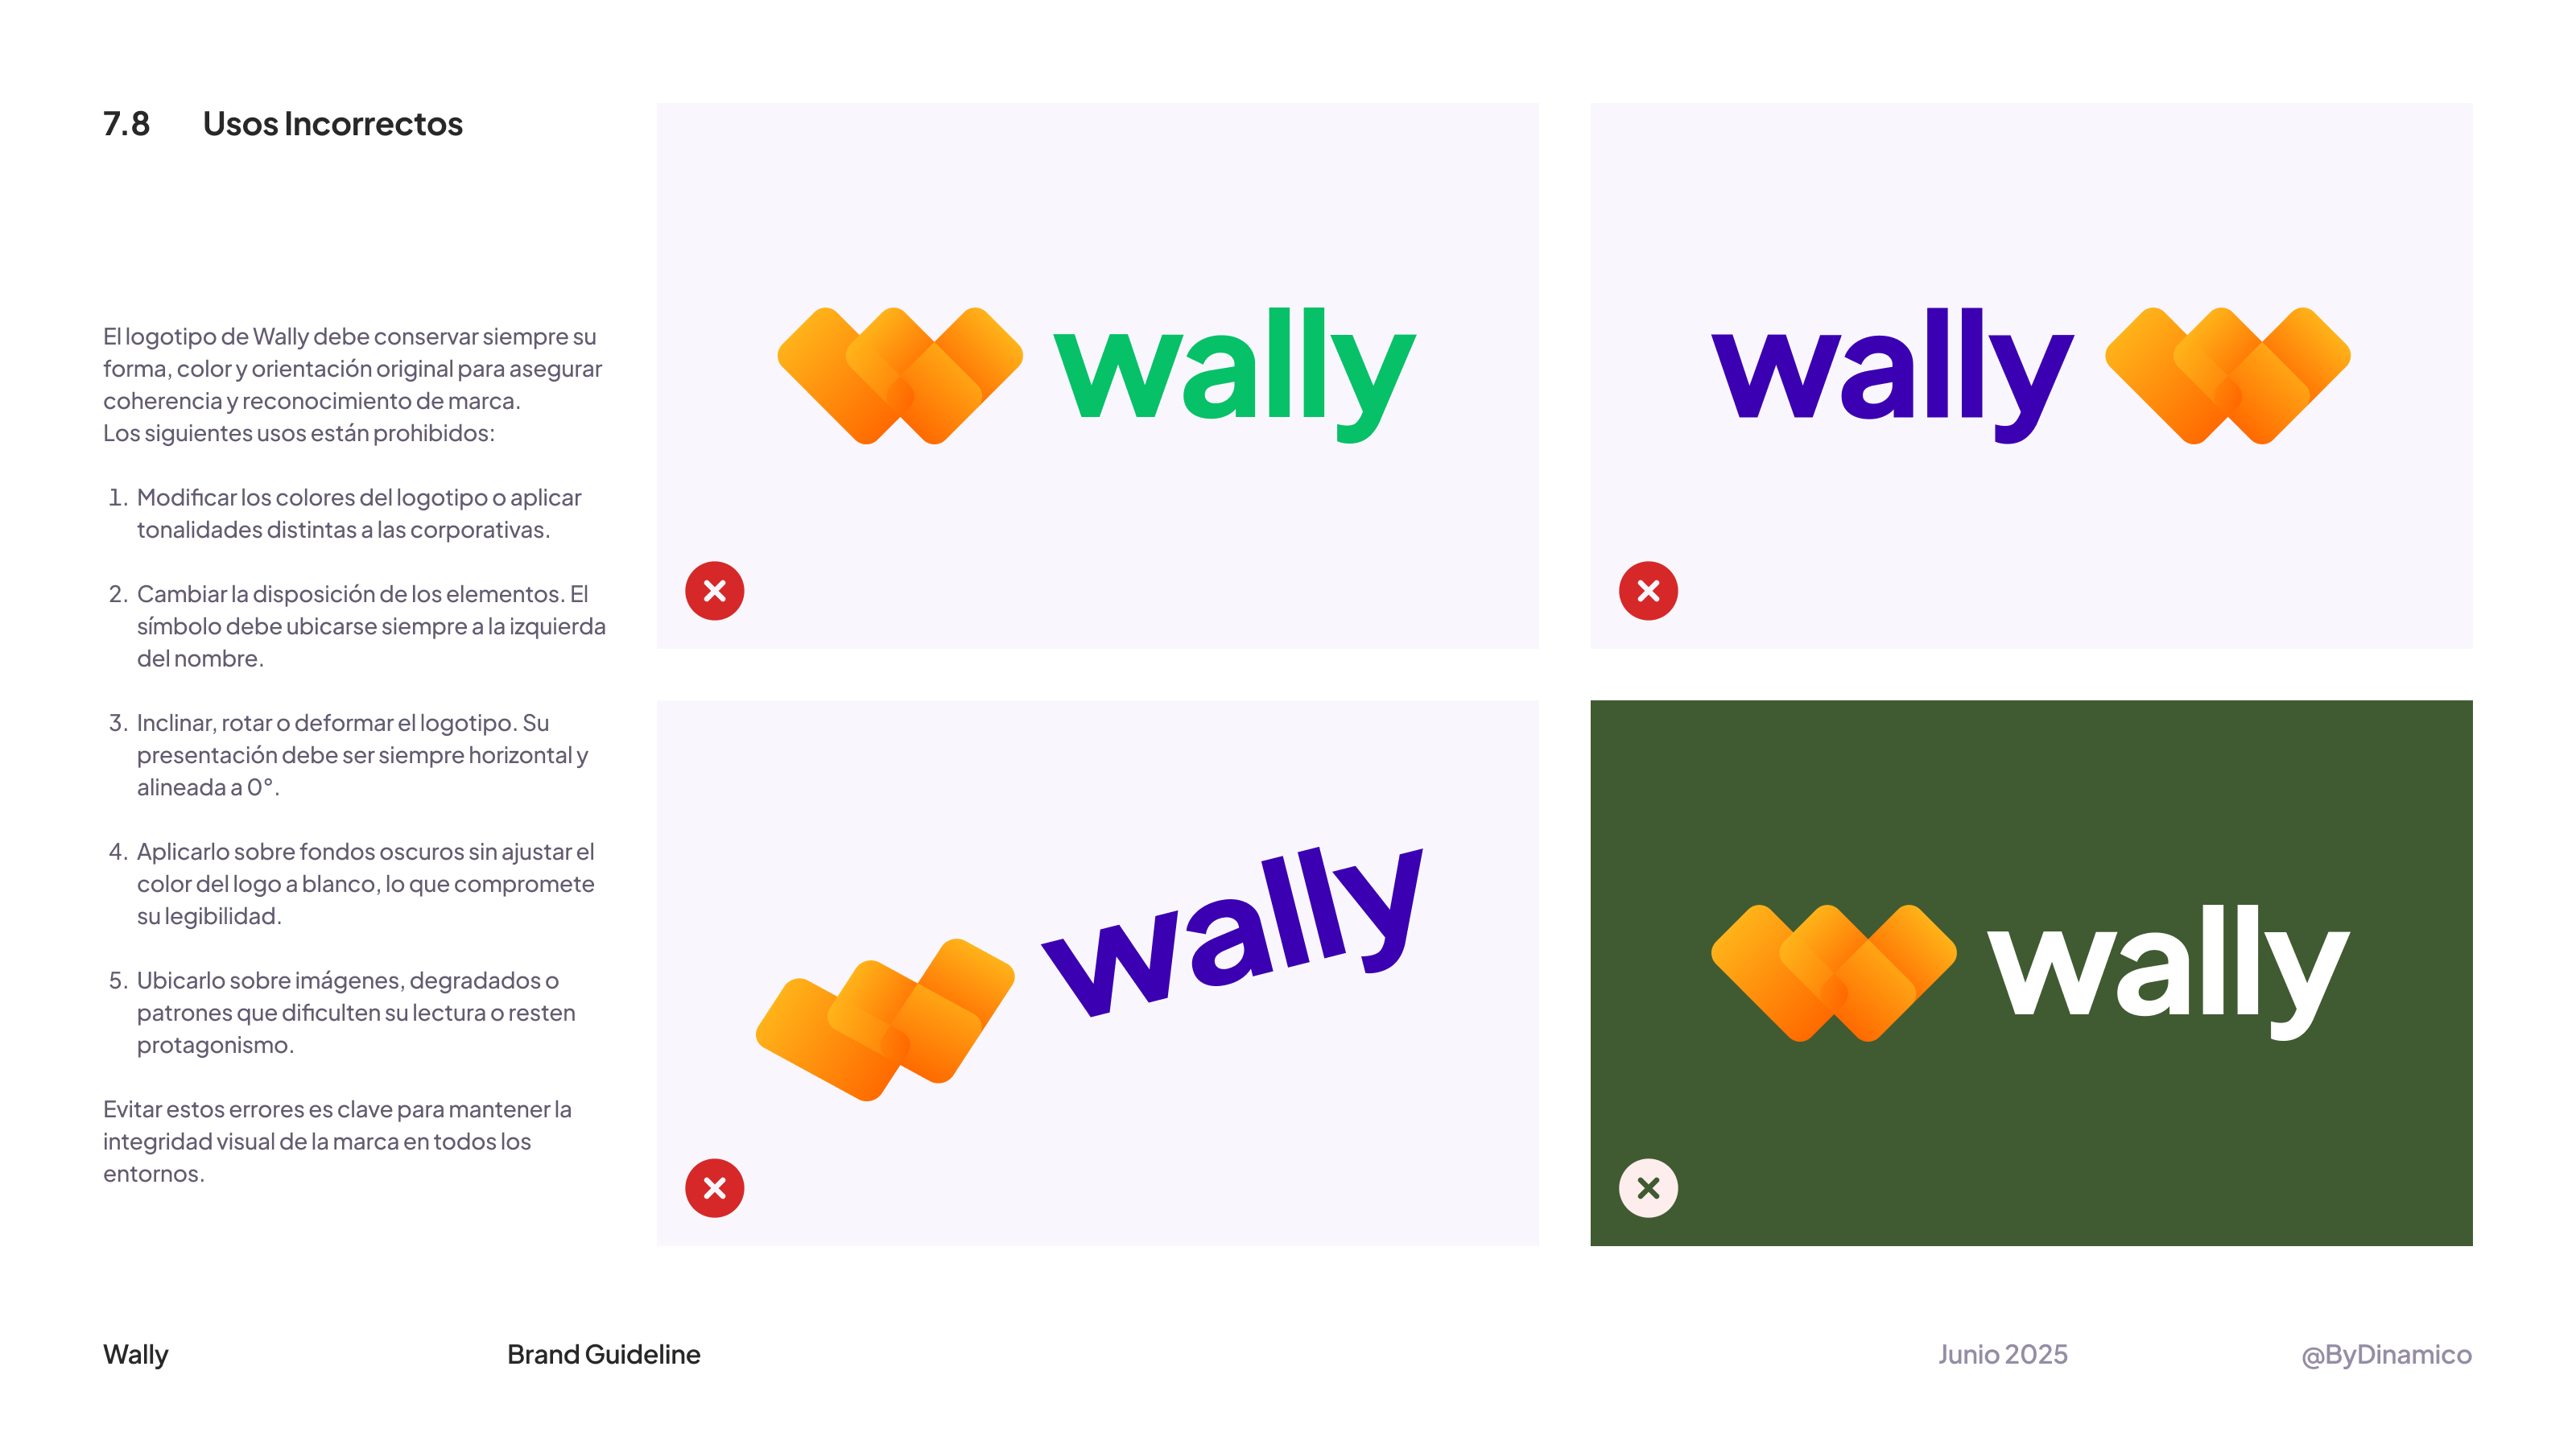 7.8 Usos Incorrectos
El logotipo de Wally debe conservar siempre su
forma, color y orientación original para asegurar
coherencia y reconocimiento de marca.
Los siguientes usos están prohibidos:
1. Modificar los colores del logotipo o aplicar
tonalidades distintas a las corporativas.
2. Cambiar la disposición de los elementos. El
símbolo debe ubicarse siempre a la izquierda
del nombre.
3. Inclinar, rotar o deformar el logotipo. Su
presentación debe ser siempre horizontal y
alineada a 0°.
4. Aplicarlo sobre fondos oscuros sin ajustar el
color del logo a blanco, lo que compromete
su legibilidad.
5. Ubicarlo sobre imágenes, degradados o
patrones que dificulten su lectura o resten
protagonismo.
Evitar estos errores es clave para mantener la
integridad visual de la marca en todos los
entornos.
wally
wally
wally
wally
Wally
Brand Guideline
Junio 2025
@ByDinamico